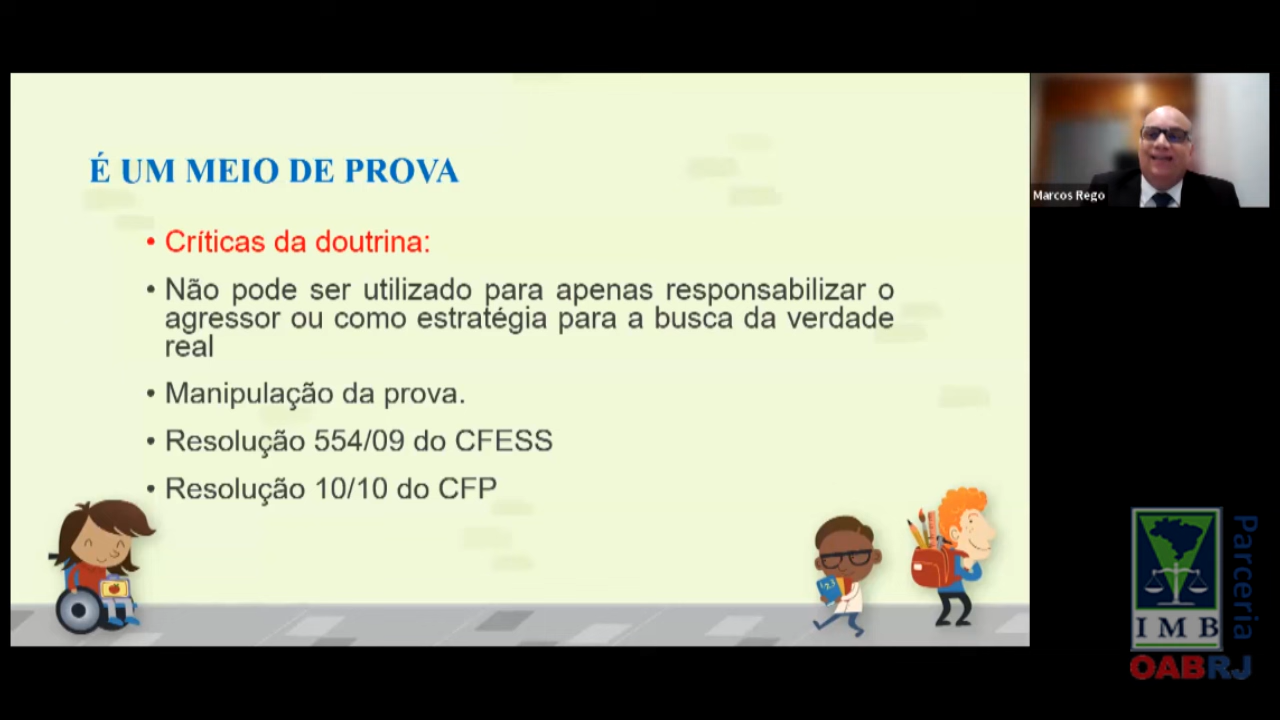 É UM MEIO DE PROVA
• Críticas da doutrina:
• Não pode ser utilizado para apenas responsabilizar o
agressor ou como estratégia para a busca da verdade
real
• Manipulação da prova.
• Resolução 554/09 do CFESS
• Resolução 10/10 do CFP
Marcos Rego
Parceria
IMB
OABRJ